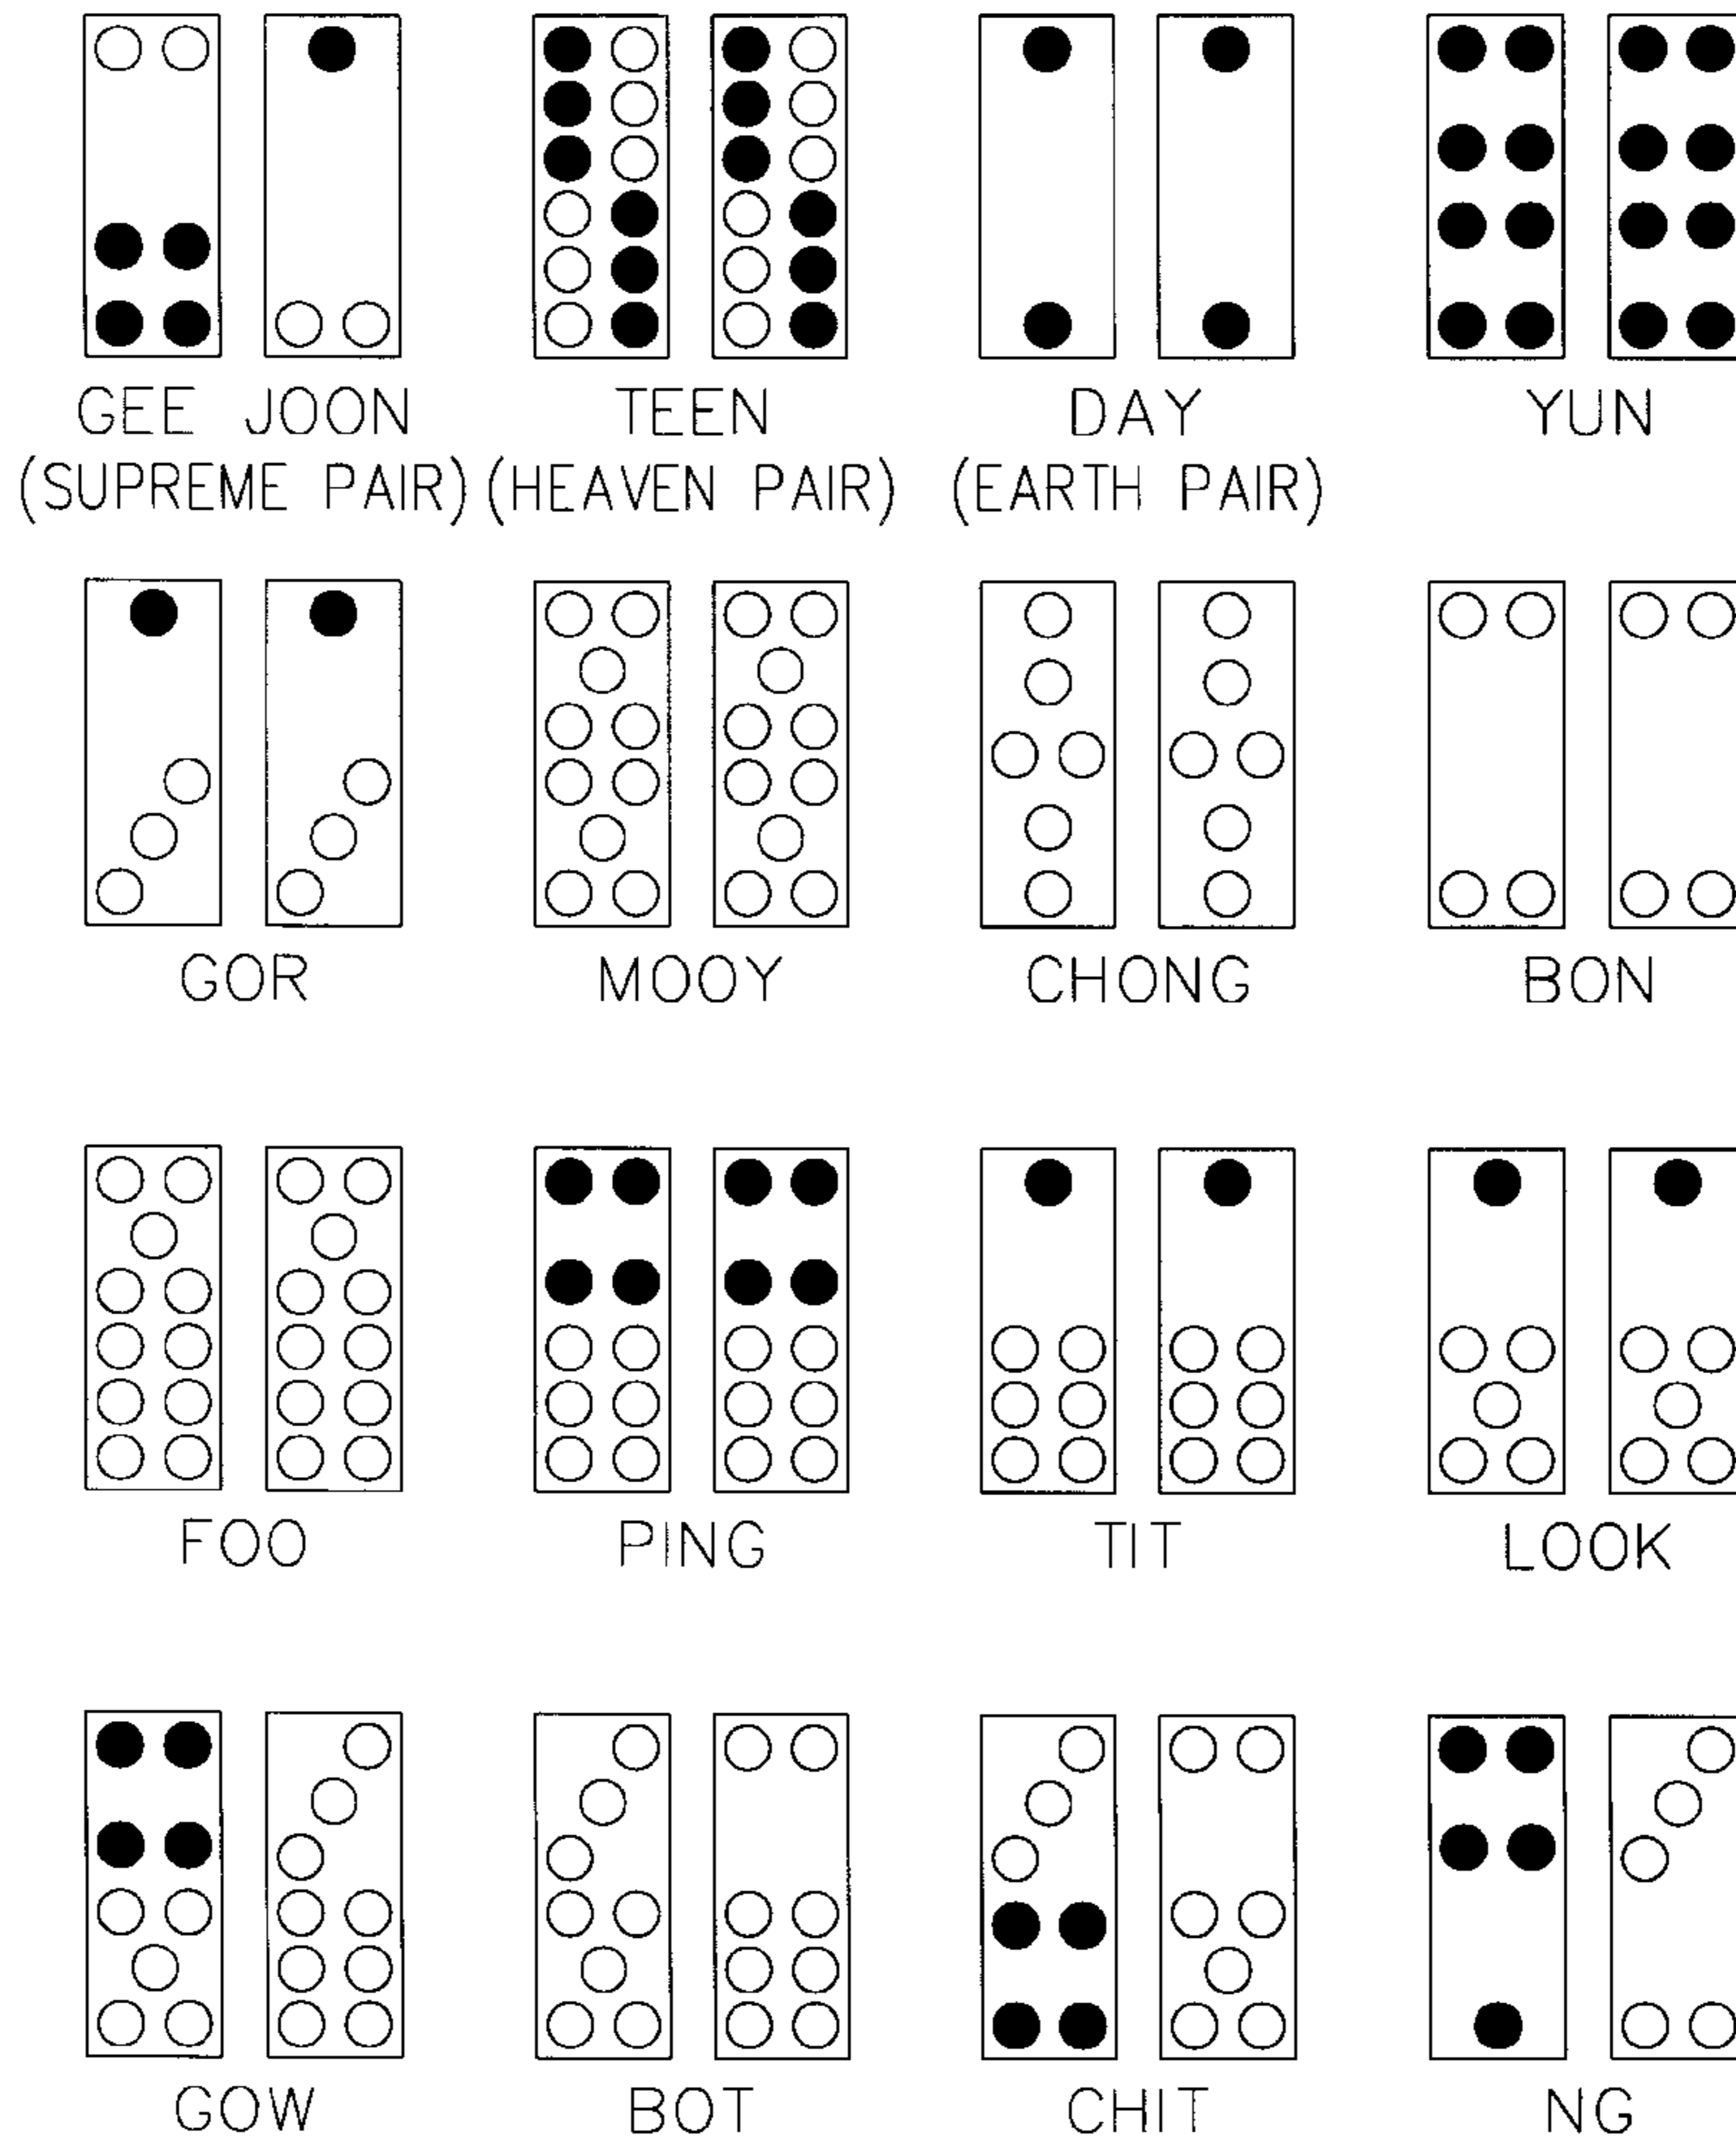 GEE JOON TEEN DAY YUN
(SUPREME PAIR) (HEAVEN PAIR) (EARTH PAIR)
GOR MOOY CHONG BON
FOO PING TIT LOOK
GOW BOT CHIT NG